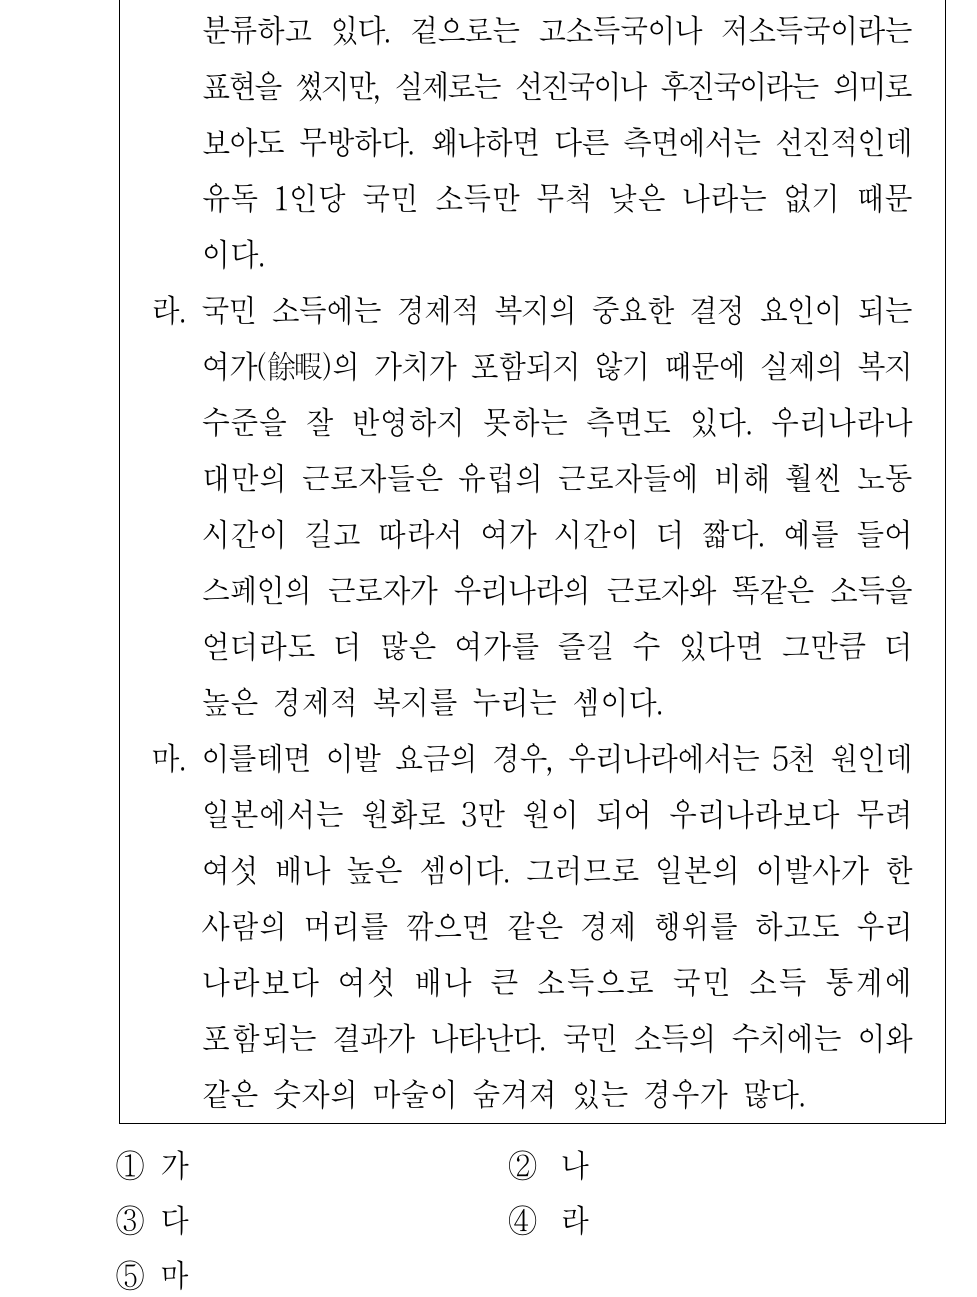 분류하고 있다. 겉으로는 고소득국이나 저소득국이라는
표현을 썼지만, 실제로는 선진국이나 후진국이라는 의미로
보아도 무방하다. 왜냐하면 다른 측면에서는 선진적인데
유독 1인당 국민 소득만 무척 낮은 나라는 없기 때문
이다.
라. 국민 소득에는 경제적 복지의 중요한 결정 요인이 되는
여가(餘暇)의 가치가 포함되지 않기 때문에 실제의 복지
수준을 잘 반영하지 못하는 측면도 있다. 우리나라나
대만의 근로자들은 유럽의 근로자들에 비해 훨씬 노동
시간이 길고 따라서 여가 시간이 더 짧다. 예를 들어
스페인의 근로자가 우리나라의 근로자와 똑같은 소득을
얻더라도 더 많은 여가를 즐길 수 있다면 그만큼 더
높은 경제적 복지를 누리는 셈이다.
마. 이를테면 이발 요금의 경우, 우리나라에서는 5천 원인데
일본에서는 원화로 3만 원이 되어 우리나라보다 무려
여섯 배나 높은 셈이다. 그러므로 일본의 이발사가 한
사람의 머리를 깎으면 같은 경제 행위를 하고도 우리
나라보다 여섯 배나 큰 소득으로 국민 소득 통계에
포함되는 결과가 나타난다. 국민 소득의 수치에는 이와
같은 숫자의 마술이 숨겨져 있는 경우가 많다.
① 가 ② 나
③ 다 ④ 라
⑤ 마